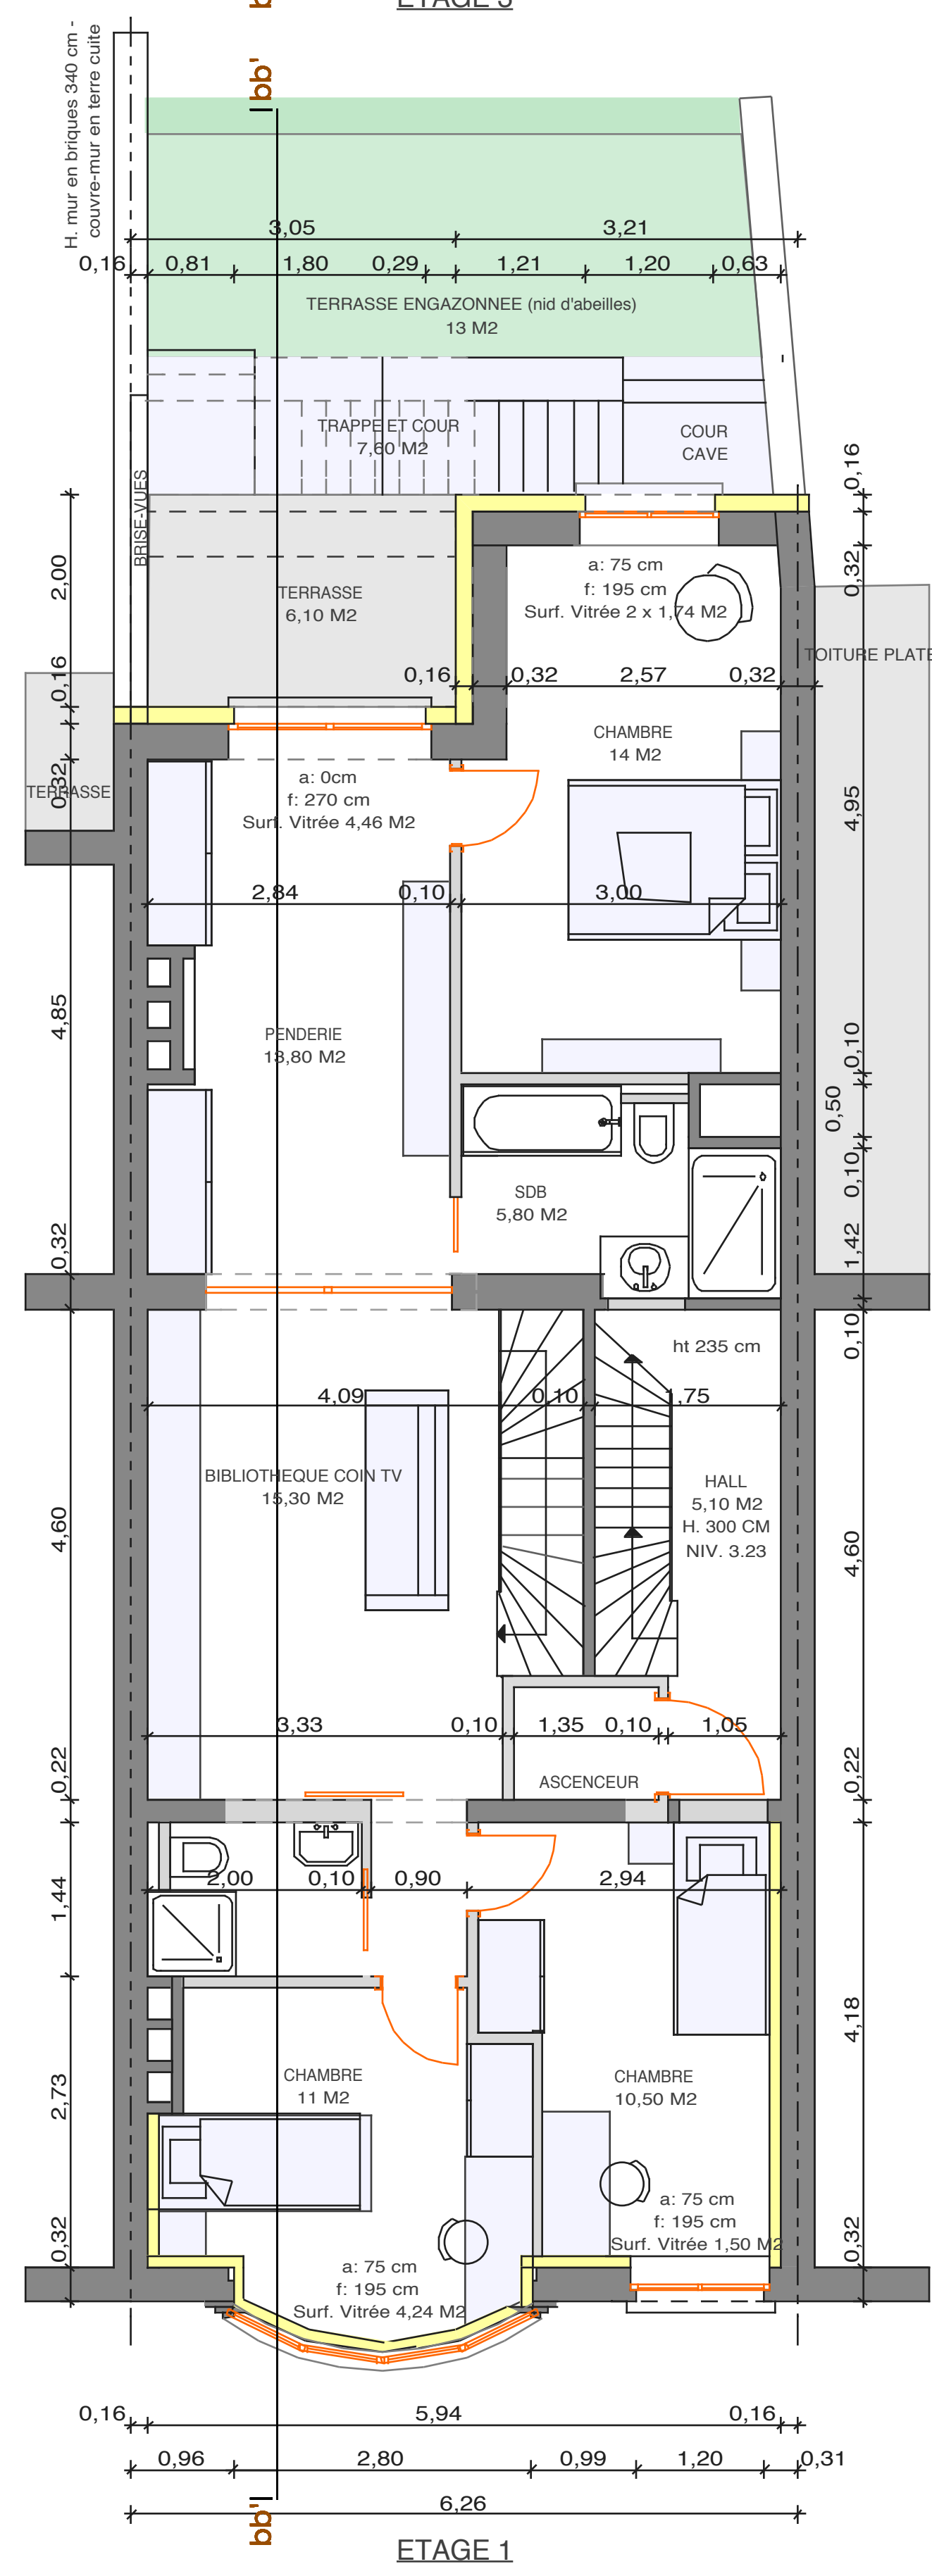 ETAGE 3
bb'
H. mur en briques 340 cm -
couvre-mur en terre cuite
3,05
3,21
0,16
0,81
1,80
0,29
1,21
1,20
0,63
TERRASSE ENGAZONNEE (nid d'abeilles)
13 M2
TRAPPE ET COUR
7,60 M2
COUR
CAVE
BRISE-VUES
0,16
2,00
0,32
a: 75 cm
f: 195 cm
Surf. Vitrée 2 x 1,74 M2
TERRASSE
6,10 M2
TOITURE PLATE
0,16
0,16
0,32
2,57
0,32
CHAMBRE
14 M2
0,32
TERRASSE
a: 0cm
f: 270 cm
Surf. Vitrée 4,46 M2
4,95
2,84
0,10
3,00
4,85
PENDERIE
13,80 M2
0,10
0,50
0,10
SDB
5,80 M2
0,32
1,42
0,10
ht 235 cm
4,09
0,10
,75
BIBLIOTHEQUE COIN TV
15,30 M2
HALL
5,10 M2
H. 300 CM
NIV. 3.23
4,60
4,60
3,33
0,10
1,35
0,10
1,05
0,22
0,22
ASCENCEUR
1,44
2,00
0,10
0,90
2,94
4,18
2,73
CHAMBRE
11 M2
CHAMBRE
10,50 M2
a: 75 cm
f: 195 cm
Surf. Vitrée 1,50 M2
0,32
0,32
a: 75 cm
f: 195 cm
Surf. Vitrée 4,24 M2
0,16
5,94
0,16
0,96
2,80
0,99
1,20
0,31
6,26
bb'
ETAGE 1